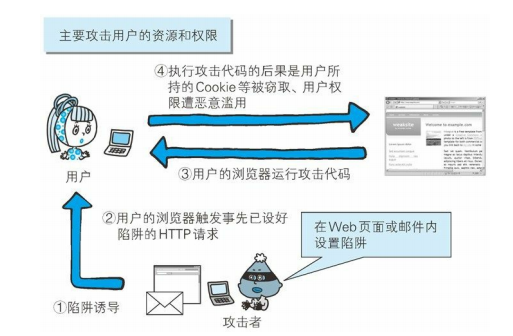 主要攻击用户的资源和权限
④执行攻击代码的后果是用户所
持的Cookie等被窃取、用户权
限遭恶意滥用
Welcome to example.com
用户
③用户的浏览器运行攻击代码
②用户的浏览器触发事先已设好
陷阱的HTTP请求
在Web页面或邮件内
设置陷阱
①陷阱诱导
攻击者